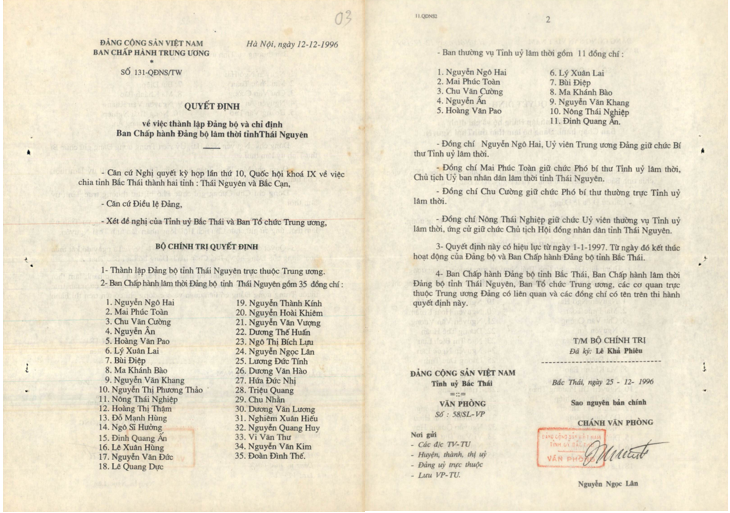 03
ĐẢNG CỘNG SẢN VIỆT NAM
BAN CHẤP HÀNH TRUNG ƯƠNG
*
SỐ 131-QĐNS/TW
Hà Nội, ngày 12-12-1996
QUYẾT ĐỊNH
về việc thành lập Đảng bộ và chỉ định
Ban Chấp hành Đảng bộ lâm thời tỉnhThái Nguyên
- Căn cứ Nghị quyết kỳ họp lần thứ 10, Quốc hội khoá IX về việc
chia tỉnh Bắc Thái thành hai tỉnh : Thái Nguyên và Bắc Cạn,
- Căn cứ Điều lệ Đảng,
- Xét đề nghị của Tỉnh uỷ Bắc Thái và Ban Tổ chức Trung ương,
BỘ CHÍNH TRỊ QUYẾT ĐỊNH
1- Thành lập Đảng bộ tỉnh Thái Nguyên trực thuộc Trung ương.
2- Ban Chấp hành lâm thời Đảng bộ tỉnh Thái Nguyên gồm 35 đồng chí :
1. Nguyễn Ngô Hai
2. Mai Phúc Toàn
3. Chu Văn Cường
4. Nguyễn Ấn
5. Hoàng Văn Pao
6. Lý Xuân Lai
7. Bùi Điệp
8. Ma Khánh Bào
9. Nguyễn Văn Khang
10. Nguyễn Thị Phương Thảo
11. Nông Thái Nghiệp
12. Hoàng Thị Thậm
13. Đỗ Mạnh Hùng
14. Ngô Sĩ Hường
15. Đinh Quang Ấn
16. Lê Xuân Hùng
17. Nguyễn Văn Đức
18. Lê Quang Dực
19. Nguyễn Thành Kính
20. Nguyễn Hoài Khiêm
21. Nguyễn Văn Vượng
22. Dương Thế Huấn
23. Ngô Thị Bích Lựu
24. Nguyễn Ngọc Lân
25. Lương Đức Tính
26. Dương Văn Hào
27. Hứa Đức Nhị
28. Triệu Quang
29. Chu Nhân
30. Dương Văn Lương
31. Nghiêm Xuân Hiếu
32. Nguyễn Quang Huy
33. Vi Văn Thư
34. Nguyễn Văn Kim
35. Đoàn Đình Thế.
11-QĐNS2
2
- Ban thường vụ Tỉnh uỷ lâm thời gồm 11 đồng chí :
1. Nguyễn Ngô Hai
2. Mai Phúc Toàn
3. Chu Văn Cường
4. Nguyễn Ấn
5. Hoàng Văn Pao
6. Lý Xuân Lai
7. Bùi Điệp
8. Ma Khánh Bào
9. Nguyễn Văn Khang
10. Nông Thái Nghiệp
11. Đinh Quang Ấn.
- Đồng chí Nguyễn Ngô Hai, Uỷ viên Trung ương Đảng giữ chức Bí
thư Tỉnh uỷ lâm thời.
- Đồng chí Mai Phúc Toàn giữ chức Phó bí thư Tỉnh uỷ lâm thời,
Chủ tịch Uỷ ban nhân dân lâm thời tỉnh Thái Nguyên.
- Đồng chí Chu Cường giữ chức Phó bí thư thường trực Tỉnh uỷ
lâm thời.
- Đồng chí Nông Thái Nghiệp giữ chức Uỷ viên thường vụ Tỉnh uỷ
lâm thời, ứng cử giữ chức Chủ tịch Hội đồng nhân dân tỉnh Thái Nguyên.
3- Quyết định này có hiệu lực từ ngày 1-1-1997. Từ ngày đó kết thúc
hoạt động của Đảng bộ và Ban Chấp hành Đảng bộ tỉnh Bắc Thái.
4- Ban Chấp hành Đảng bộ tỉnh Bắc Thái, Ban Chấp hành lâm thời
Đảng bộ tỉnh Thái Nguyên, Ban Tổ chức Trung ương, các cơ quan trực
thuộc Trung ương Đảng có liên quan và các đồng chí có tên trên thi hành
quyết định này.
T/M BỘ CHÍNH TRỊ
Đã ký: Lê Khả Phiêu
ĐẢNG CỘNG SẢN VIỆT NAM
Tỉnh uỷ Bắc Thái
VĂN PHÒNG
Số : 58/SL-VP
Nơi gửi
- Các đ/c TV-TU
- Huyện, thành, thị uỷ
- Đảng uỷ trực thuộc
- Lưu VP-TU.
Bắc Thái, ngày 25 - 12- 1996
Sao nguyên bản chính
CHÁNH VĂN PHÒNG
VĂN PHÒNG
Nguyễn Ngọc Lân